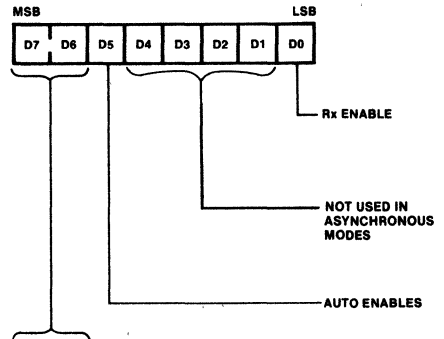 MSB LSB
D7 D6 D5 D4 D3 D2 D1 D0
Rx ENABLE
NOT USED IN
ASYNCHRONOUS
MODES
AUTO ENABLES